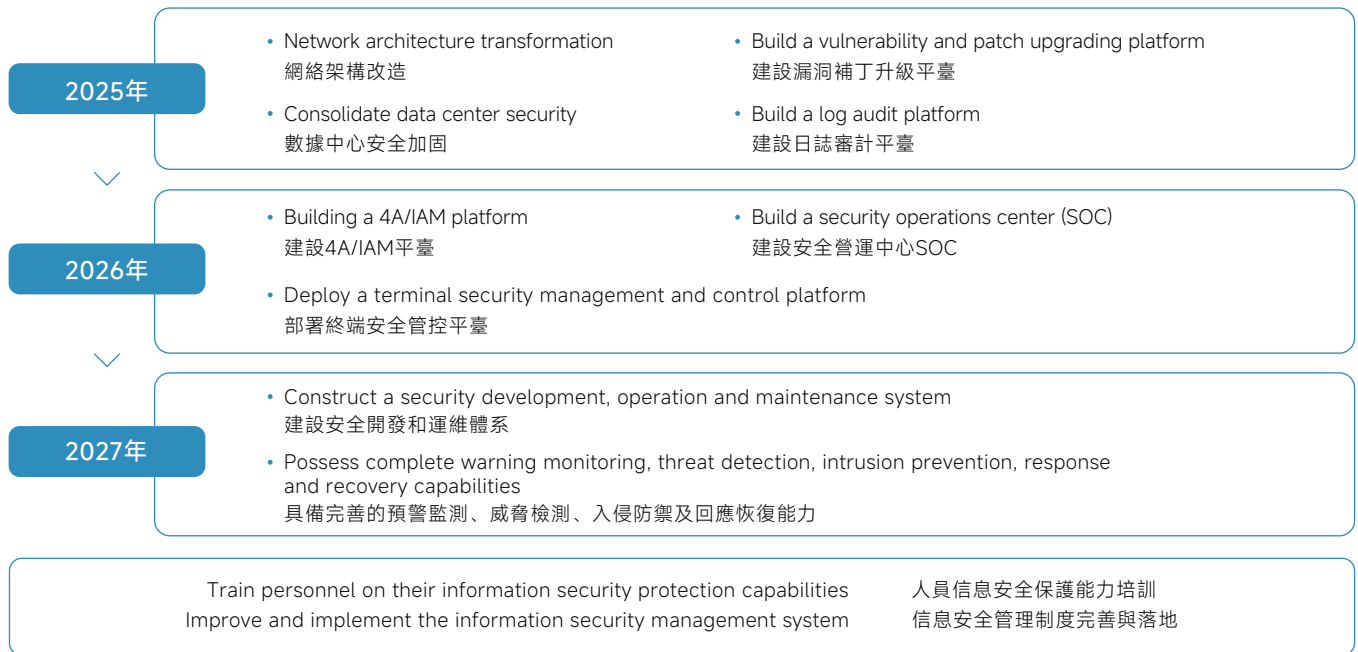 2025年
• Network architecture transformation
網絡架構改造
• Build a vulnerability and patch upgrading platform
建設漏洞補丁升級平臺
• Consolidate data center security
數據中心安全加固
• Build a log audit platform
建設日誌審計平臺
2026年
• Building a 4A/IAM platform
建設4A/IAM平臺
• Build a security operations center (SOC)
建設安全營運中心SOC
• Deploy a terminal security management and control platform
部署終端安全管控平臺
2027年
• Construct a security development, operation and maintenance system
建設安全開發和運維體系
• Possess complete warning monitoring, threat detection, intrusion prevention, response
and recovery capabilities
具備完善的預警監測、威脅檢測、入侵防禦及回應恢復能力
Train personnel on their information security protection capabilities 人員信息安全保護能力培訓
Improve and implement the information security management system 信息安全管理制度完善與落地